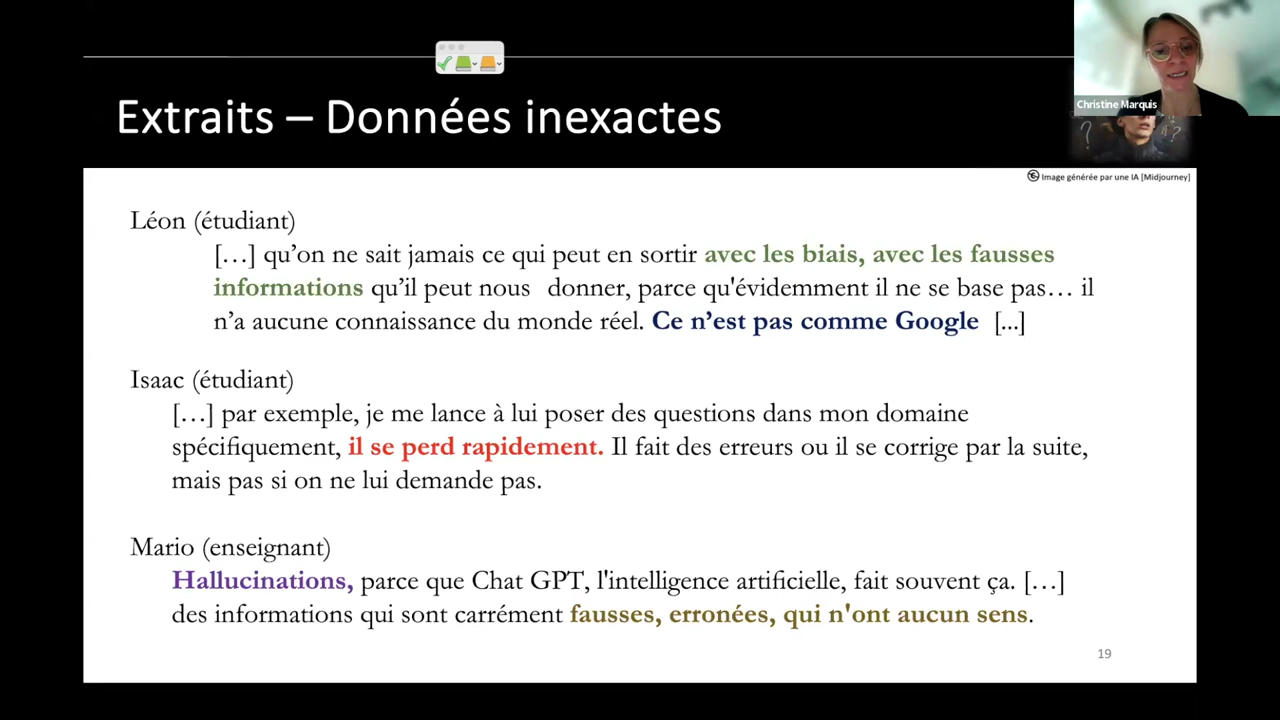 Extraits – Données inexactes
Christine Marquis
? ?
Image générée par une IA [Midjourney]
Léon (étudiant)
[…] qu’on ne sait jamais ce qui peut en sortir avec les biais, avec les fausses
informations qu’il peut nous donner, parce qu'évidemment il ne se base pas… il
n’a aucune connaissance du monde réel. Ce n’est pas comme Google [...]
Isaac (étudiant)
[…] par exemple, je me lance à lui poser des questions dans mon domaine
spécifiquement, il se perd rapidement. Il fait des erreurs ou il se corrige par la suite,
mais pas si on ne lui demande pas.
Mario (enseignant)
Hallucinations, parce que Chat GPT, l'intelligence artificielle, fait souvent ça. […]
des informations qui sont carrément fausses, erronées, qui n'ont aucun sens.
19